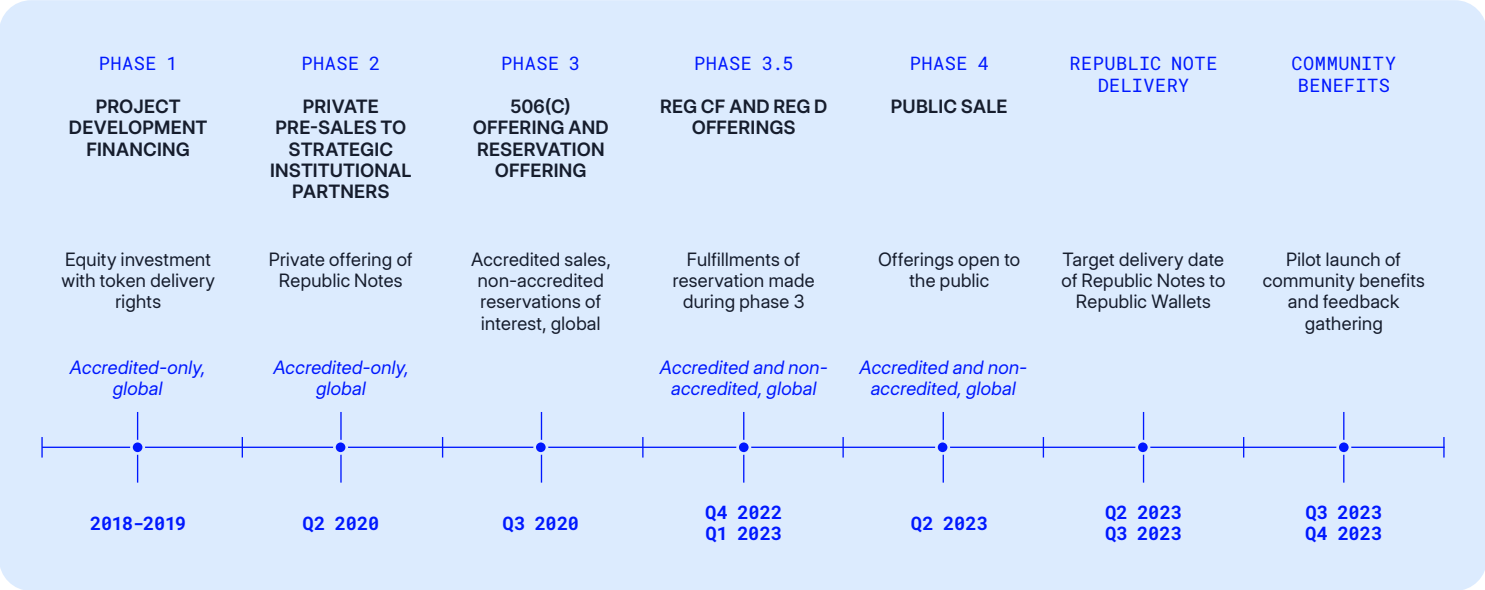 PHASE 1
PROJECT
DEVELOPMENT
FINANCING
Equity investment
with token delivery
rights
Accredited-only,
global
2018-2019
PHASE 2
PRIVATE
PRE-SALES TO
STRATEGIC
INSTITUTIONAL
PARTNERS
Private offering of
Republic Notes
Accredited-only,
global
Q2 2020
PHASE 3
506(C)
OFFERING AND
RESERVATION
OFFERING
Accredited sales,
non-accredited
reservations of
interest, global
Q3 2020
PHASE 3.5
REG CF AND REG D
OFFERINGS
Fulfillments of
reservation made
during phase 3
Accredited and non-
accredited, global
Q4 2022
Q1 2023
PHASE 4
PUBLIC SALE
Offerings open to
the public
Accredited and non-
accredited, global
Q2 2023
REPUBLIC NOTE
DELIVERY
Target delivery date
of Republic Notes to
Republic Wallets
Q2 2023
Q3 2023
COMMUNITY
BENEFITS
Pilot launch of
community benefits
and feedback
gathering
Q3 2023
Q4 2023